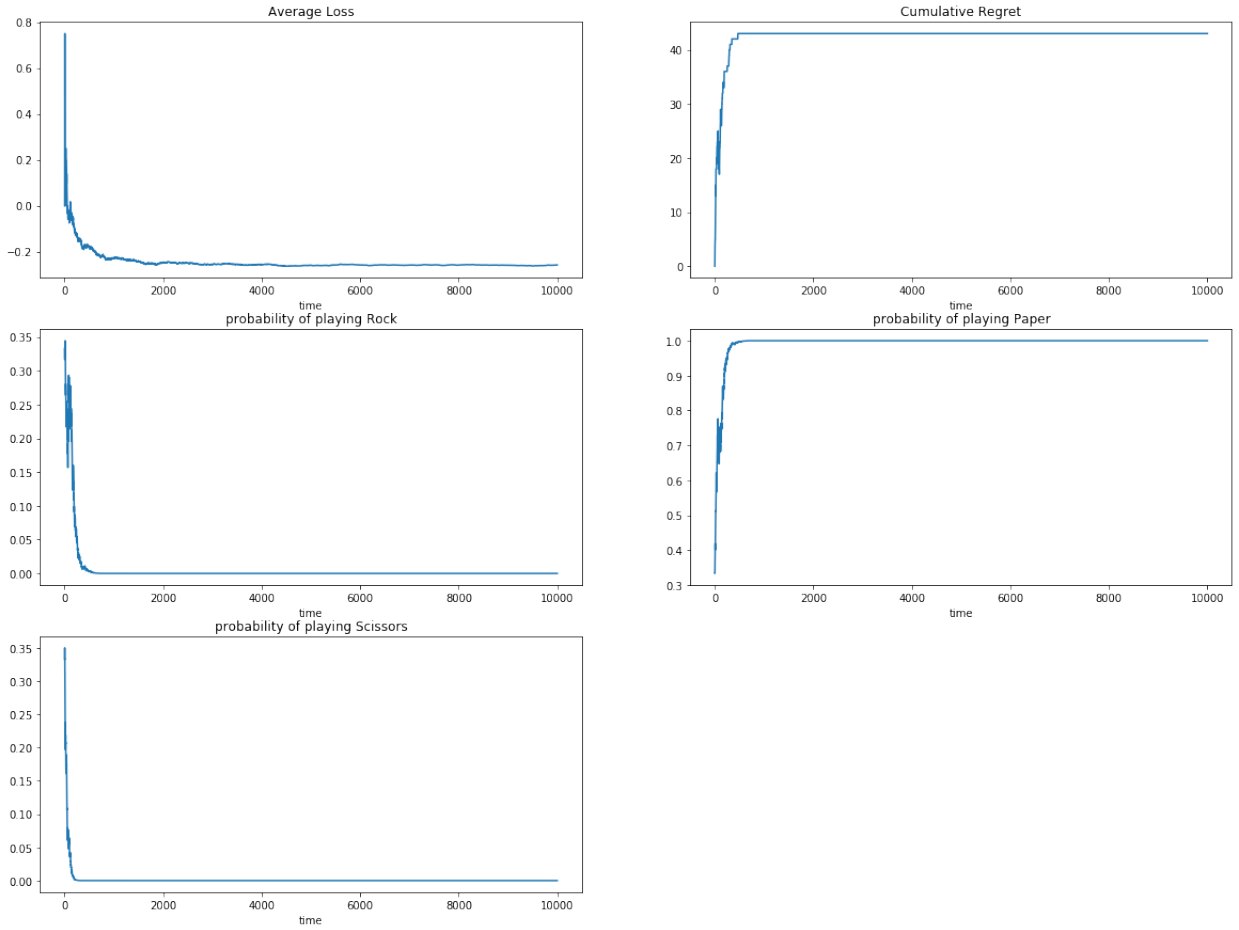 Average Loss
0.8
0.6
0.4
0.2
0.0
−0.2
0 2000 4000 6000 8000 10000
time
Cumulative Regret
40
30
20
10
0
0 2000 4000 6000 8000 10000
time
probability of playing Rock
0.35
0.30
0.25
0.20
0.15
0.10
0.05
0.00
0 2000 4000 6000 8000 10000
time
probability of playing Paper
1.0
0.9
0.8
0.7
0.6
0.5
0.4
0.3
0 2000 4000 6000 8000 10000
time
probability of playing Scissors
0.35
0.30
0.25
0.20
0.15
0.10
0.05
0.00
0 2000 4000 6000 8000 10000
time